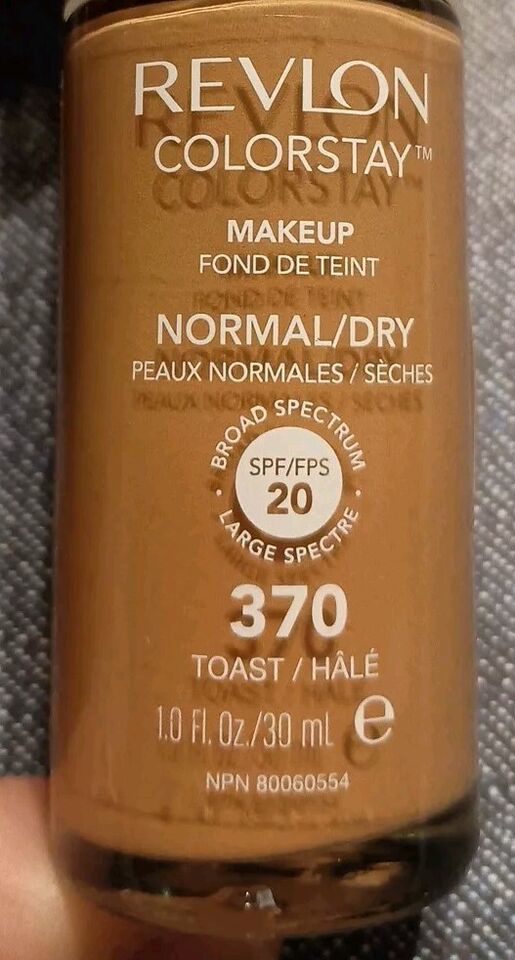 REVLON
COLORSTAY™
MAKEUP
FOND DE TEINT
NORMAL/DRY
PEAUX NORMALES / SÈCHES
BROAD SPECTRUM
SPF/FPS
20
LARGE SPECTRE
370
TOAST / HÂLÉ
1.0 Fl. Oz./30 ml ℮
NPN 80060554